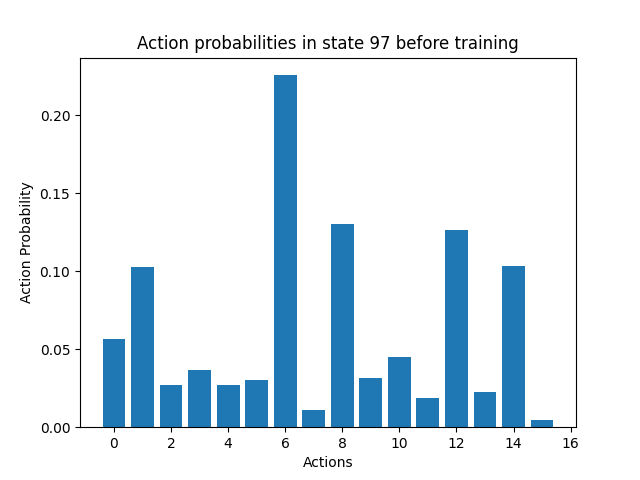 Action probabilities in state 97 before training
0.20
0.15
0.10
0.05
0.00
Action Probability
0 2 4 6 8 10 12 14 16
Actions